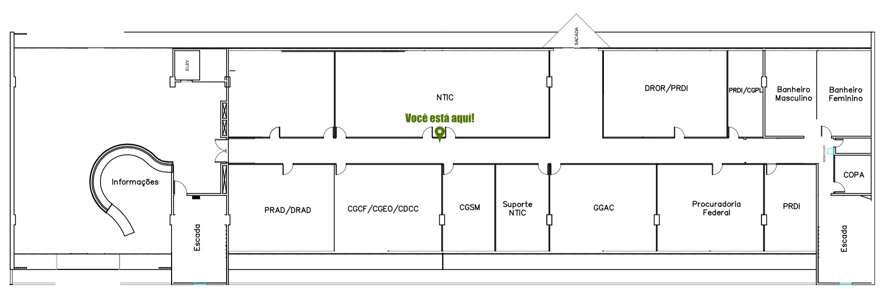 SACADA
ELEV
NTIC
DROR/PRDI
PRDI/CGPL
Banheiro
Masculino
Banheiro
Feminino
Você está aqui!
Informações
COPA
PRAD/DRAD
CGCF/CGEO/CDCC
CGSM
Suporte
NTIC
GGAC
Procuradoria
Federal
PRDI
Escada
Escada